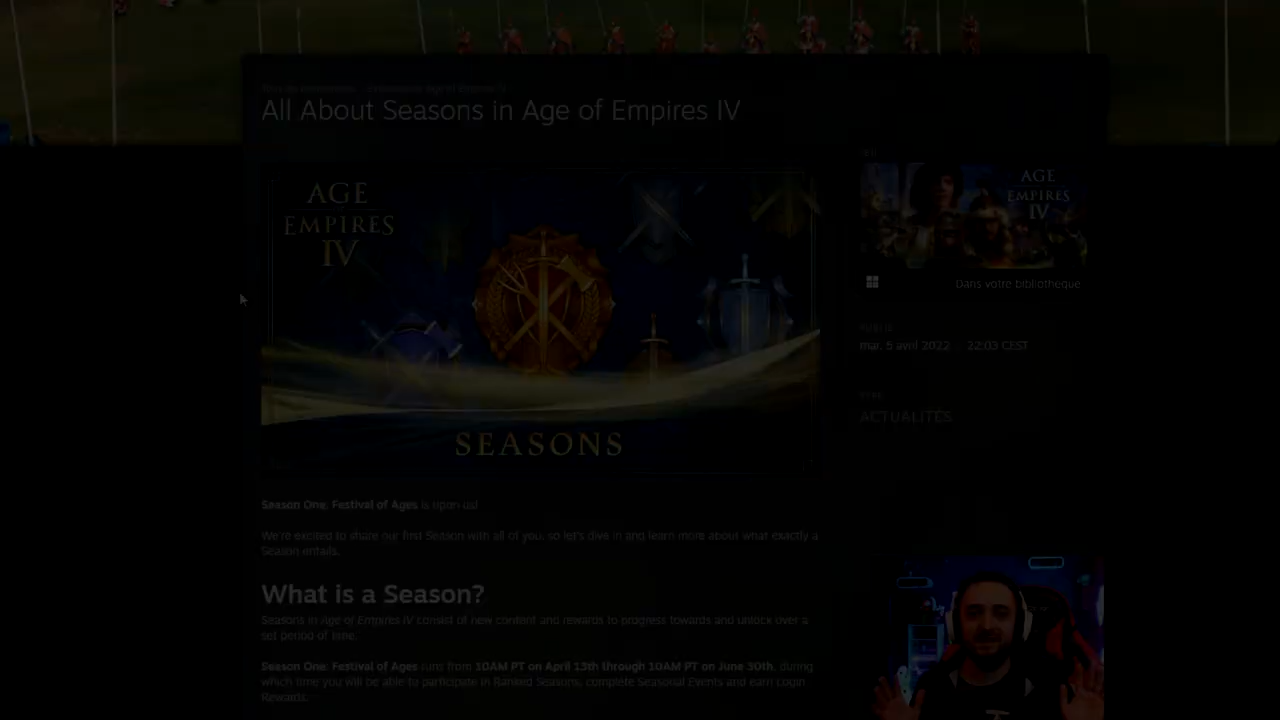 All About Seasons in Age of Empires IV
AGE
EMPIRES
IV
SEASONS
AGE
EMPIRES
IV
Dans votre bibliothèque
PUBLIÉ
mar. 5 avril 2022 22:03 CEST
ACTUALITÉS
Season One: Festival of Ages is upon us!
We're excited to share our first Season with all of you, so let's dive in and learn more about what exactly a
Season entails.
What is a Season?
Seasons in Age of Empires IV consist of new content and rewards to progress towards and unlock over a
set period of time.
Season One: Festival of Ages runs from 10AM PT on April 13th through 10AM PT on June 30th, during
which time you will be able to participate in Ranked Seasons, complete Seasonal Events and earn Login
Rewards.